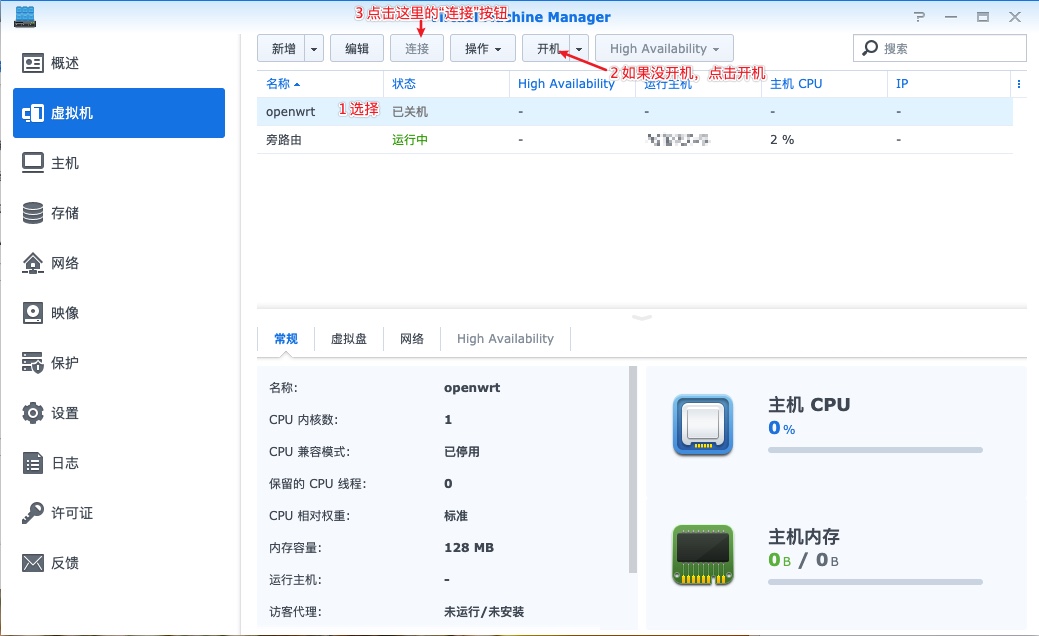 3 点击这里的“连接”按钮
chine Manager
新增
编辑
连接
操作
开机
High Availability
搜索
2 如果没开机，点击开机
名称
状态
High Availability
运行主机
主机 CPU
IP
openwrt
1 选择
已关机
-
-
-
-
旁路由
运行中
-
2 %
-
概述
虚拟机
主机
存储
网络
映像
保护
设置
日志
许可证
反馈
常规
虚拟盘
网络
High Availability
名称:
openwrt
CPU 内核数:
1
CPU 兼容模式:
已停用
保留的 CPU 线程:
0
CPU 相对权重:
标准
内存容量:
128 MB
运行主机:
-
访客代理:
未运行/未安装
主机 CPU
0 %
主机内存
0 B / 0 B